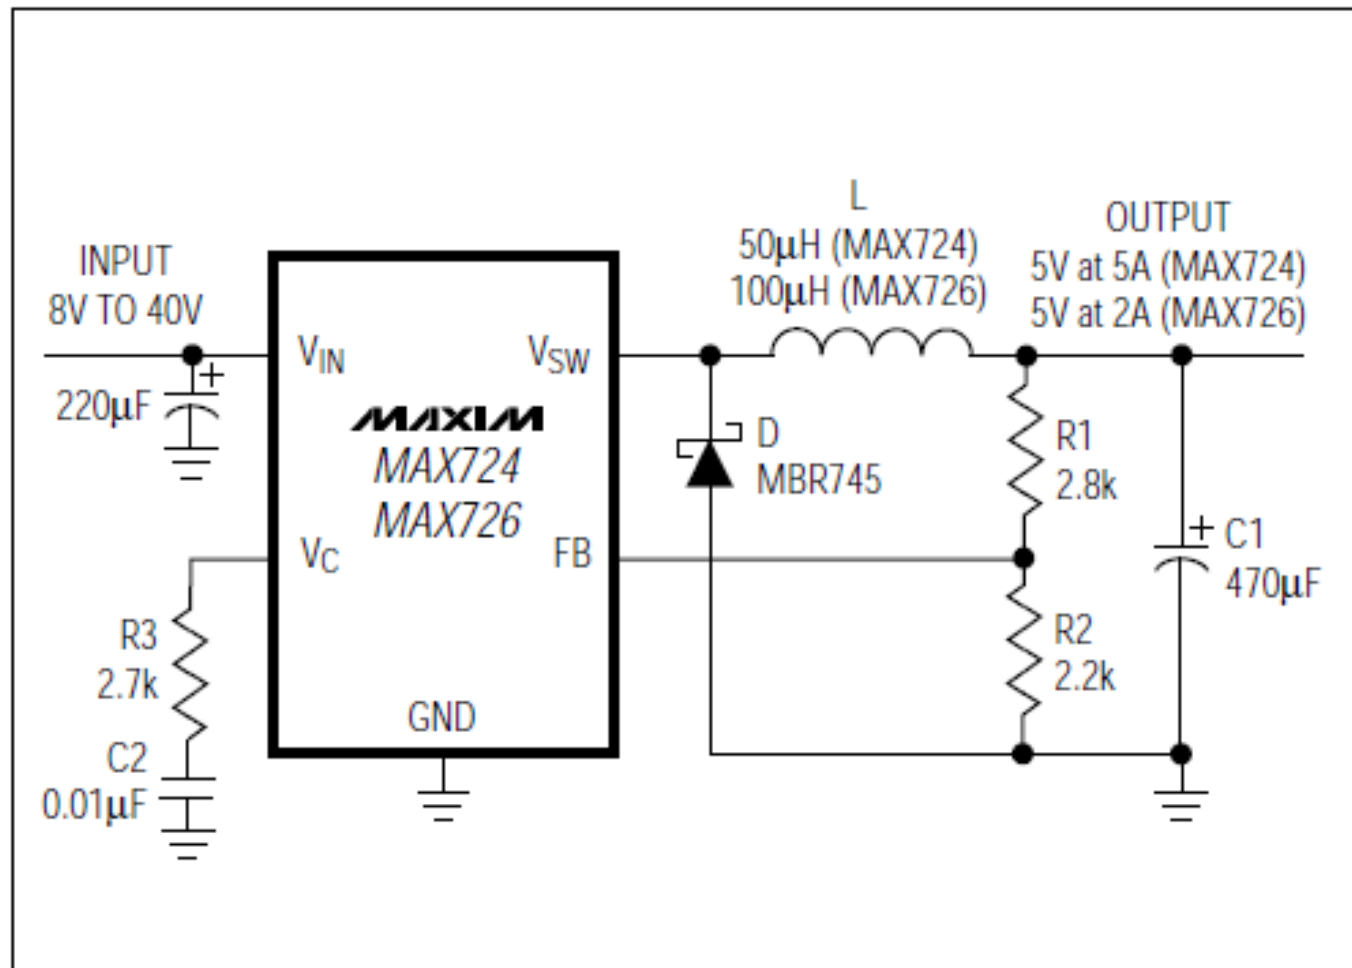 L
50μH (MAX724)
100μH (MAX726)
OUTPUT
5V at 5A (MAX724)
5V at 2A (MAX726)
INPUT
8V TO 40V
VIN
VSW
+
220μF
MAXIM
MAX724
MAX726
D
MBR745
R1
2.8k
VC
FB
+
C1
470μF
R3
2.7k
R2
2.2k
GND
C2
0.01μF